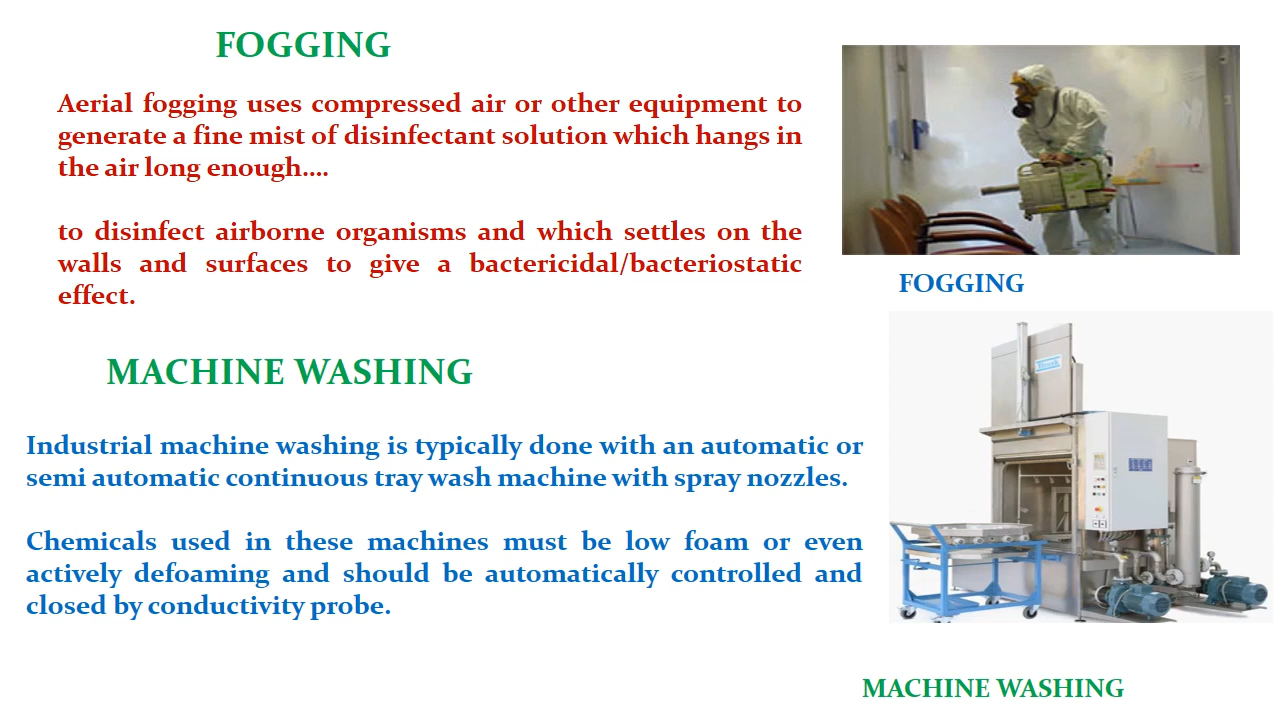 FOGGING
Aerial fogging uses compressed air or other equipment to
generate a fine mist of disinfectant solution which hangs in
the air long enough....
to disinfect airborne organisms and which settles on the
walls and surfaces to give a bactericidal/bacteriostatic
effect.
FOGGING
MACHINE WASHING
Industrial machine washing is typically done with an automatic or
semi automatic continuous tray wash machine with spray nozzles.
Chemicals used in these machines must be low foam or even
actively defoaming and should be automatically controlled and
closed by conductivity probe.
MACHINE WASHING